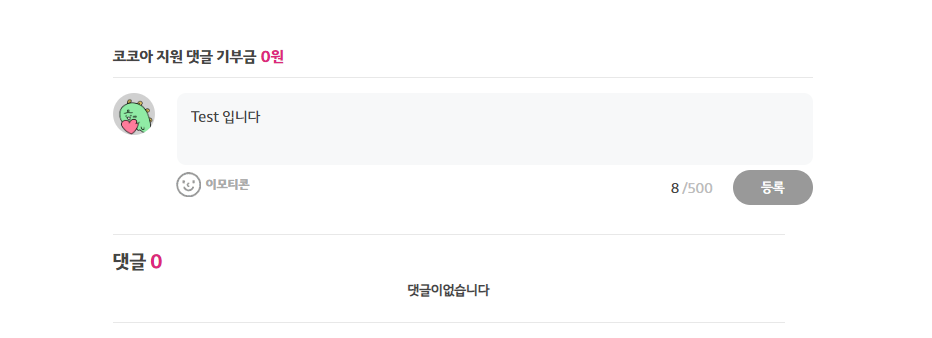 코코아 지원 댓글 기부금 0원
Test 입니다
이모티콘
8 /500
등록
댓글 0
댓글이없습니다